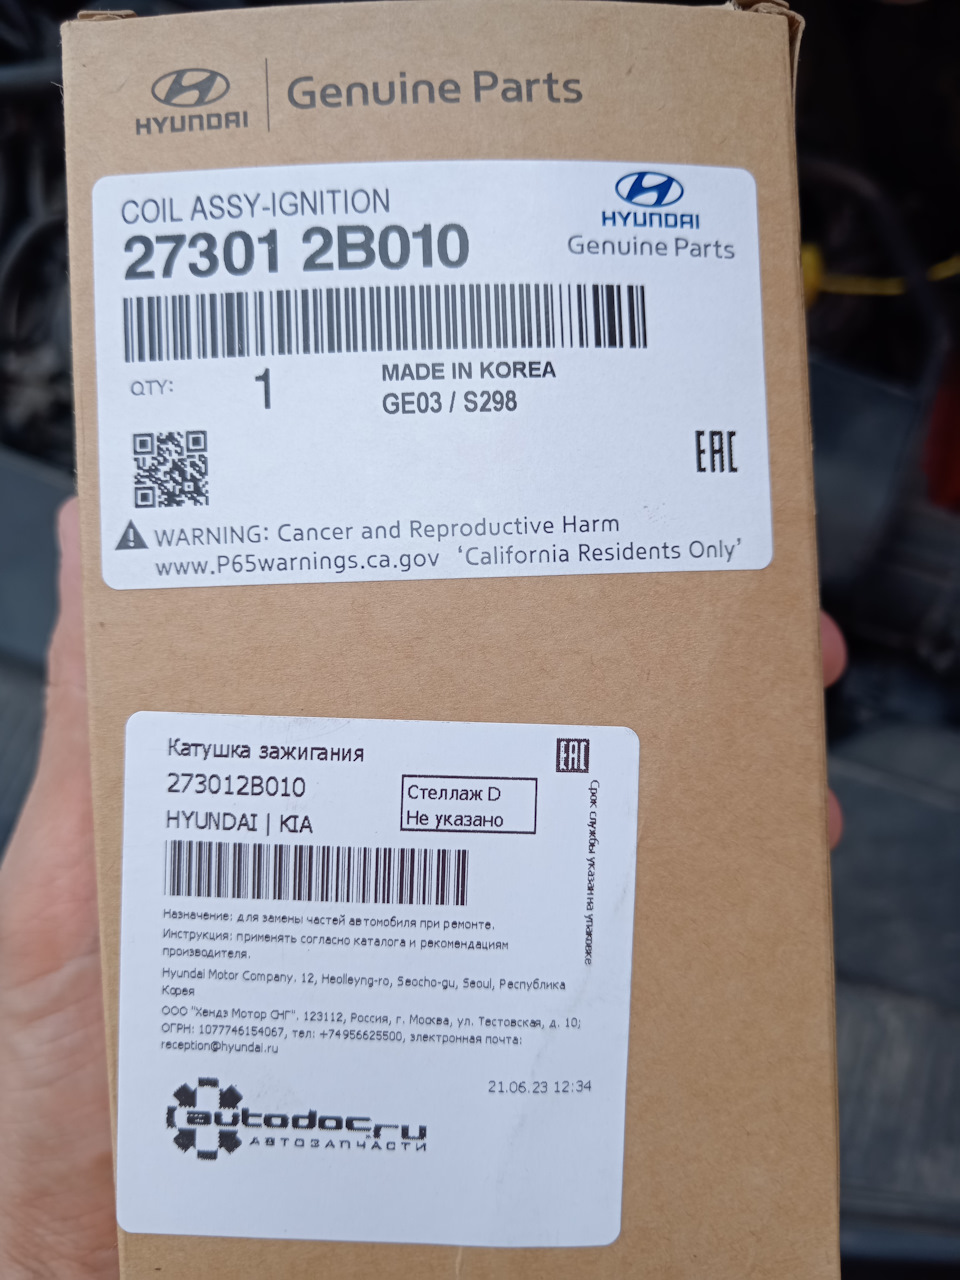 HYUNDAI
Genuine Parts
COIL ASSY-IGNITION
27301 2B010
HYUNDAI
Genuine Parts
QTY: 1
MADE IN KOREA
GE03 / S298
EAC
WARNING: Cancer and Reproductive Harm
www.P65warnings.ca.gov 'California Residents Only'
Катушка зажигания
273012B010
HYUNDAI | KIA
EAC
Стеллаж D
Не указано
Срок службы указан на упаковке
Назначение: для замены частей автомобиля при ремонте.
Инструкция: применять согласно каталога и рекомендациям
производителя.
Hyundai Motor Company. 12, Heolleyng-ro, Seocho-gu, Seoul, Республика
Корея
ООО "Хендэ Мотор СНГ". 123112, Россия, г. Москва, ул. Тестовская, д. 10;
ОГРН: 1077746154067, тел: +74956625500, электронная почта:
reception@hyundai.ru
21.06.23 12:34
autodoc.ru
АВТОЗАПЧАСТИ